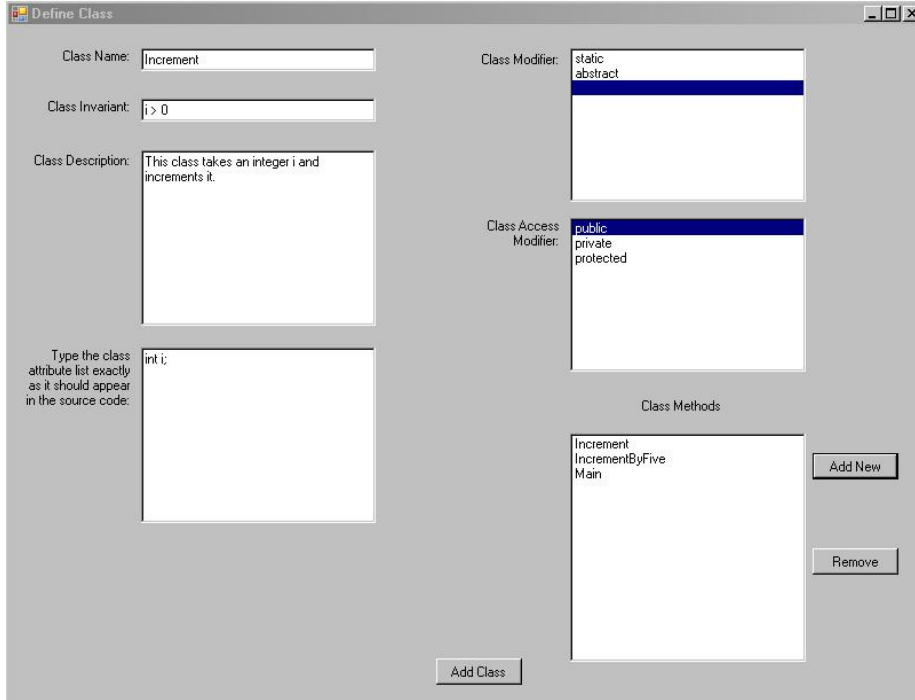 Define Class
Class Name:
Increment
Class Invariant:
i > 0
Class Description:
This class takes an integer i and
increments it.
Type the class
attribute list exactly
as it should appear
in the source code:
int i;
Class Modifier:
static
abstract
Class Access
Modifier:
public
private
protected
Class Methods
Increment
IncrementByFive
Main
Add New
Remove
Add Class